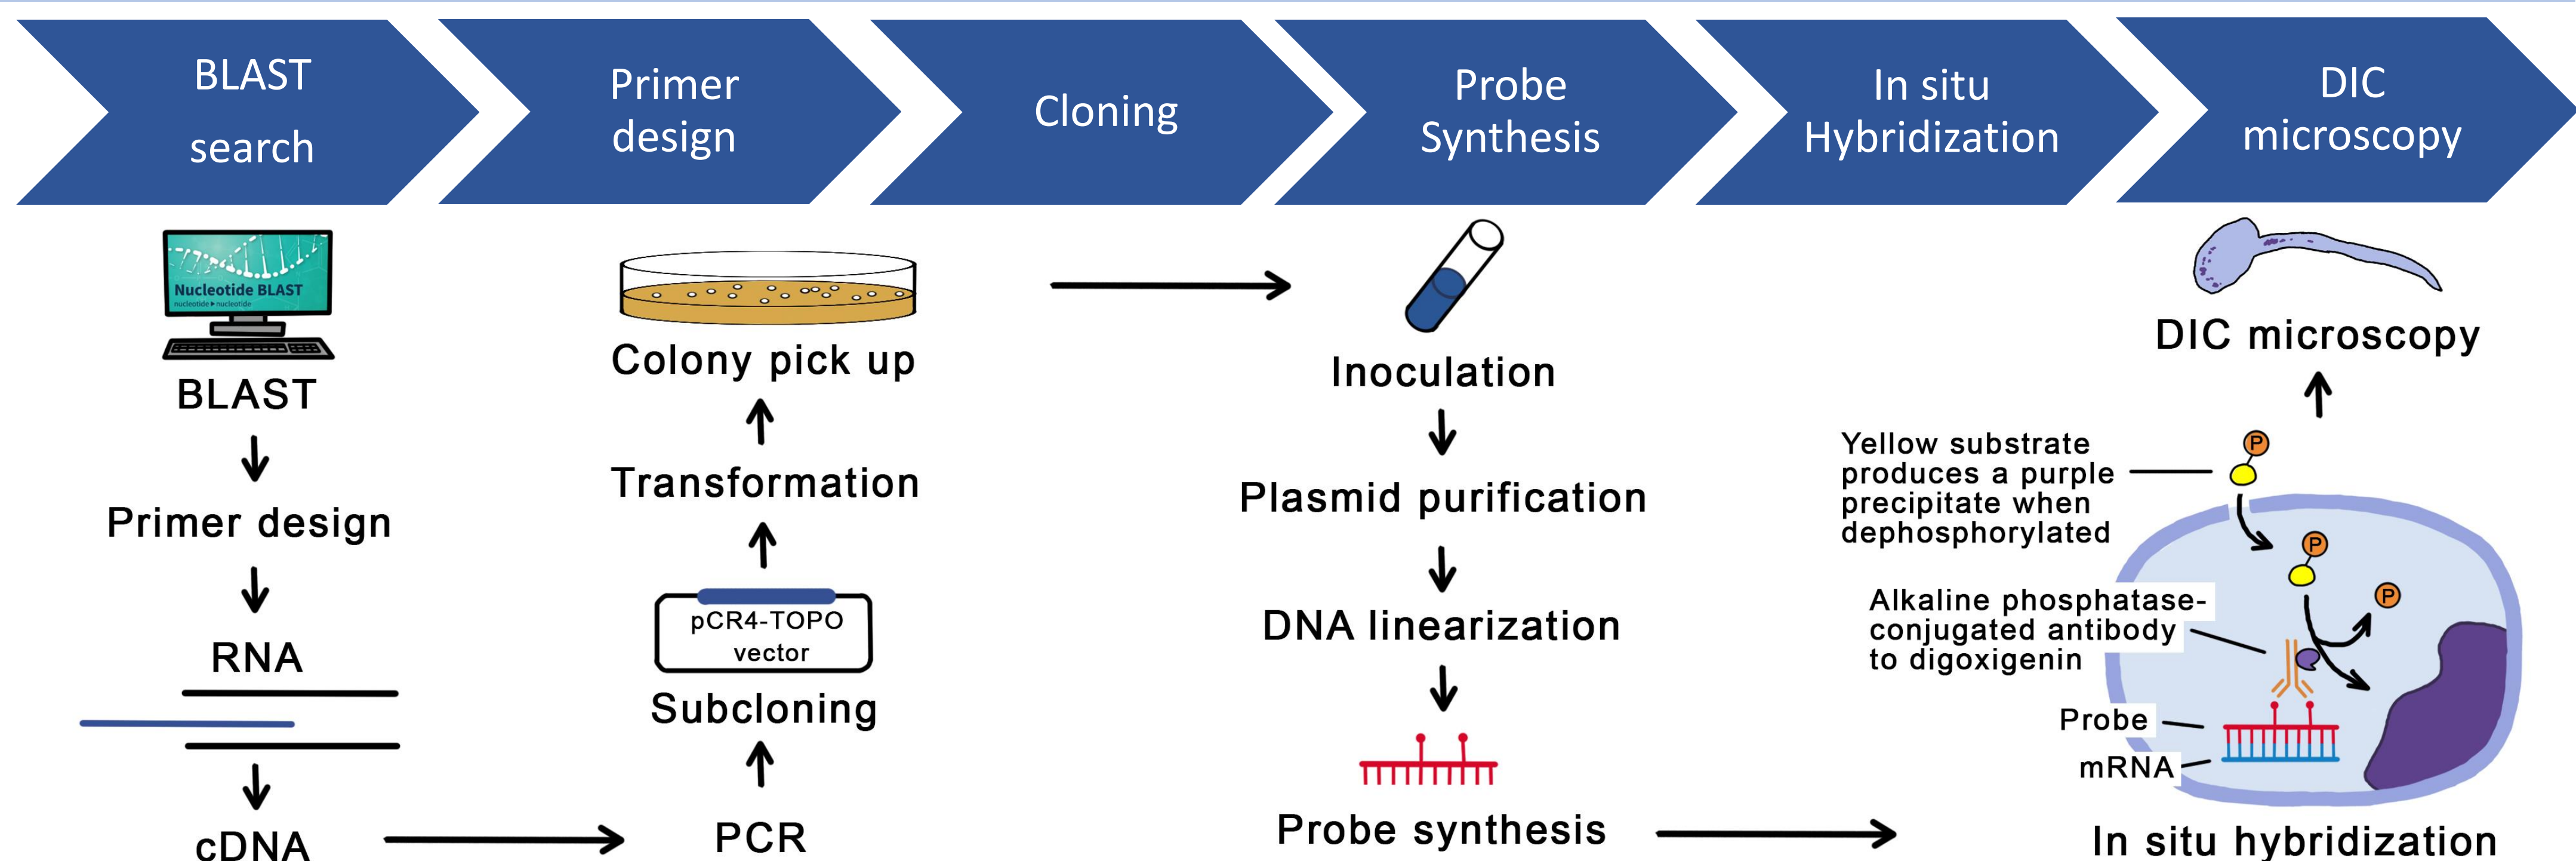 BLAST
search
Primer
design
Cloning
Probe
Synthesis
In situ
Hybridization
DIC
microscopy
Nucleotide BLAST
nucleotide ▸ nucleotide
BLAST
Primer design
RNA
cDNA
Colony pick up
Transformation
pCR4-TOPO
vector
Subcloning
PCR
Inoculation
Plasmid purification
DNA linearization
Probe synthesis
DIC microscopy
Yellow substrate
produces a purple
precipitate when
dephosphorylated
P
P
P
Alkaline phosphatase-
conjugated antibody
to digoxigenin
Probe
mRNA
In situ hybridization